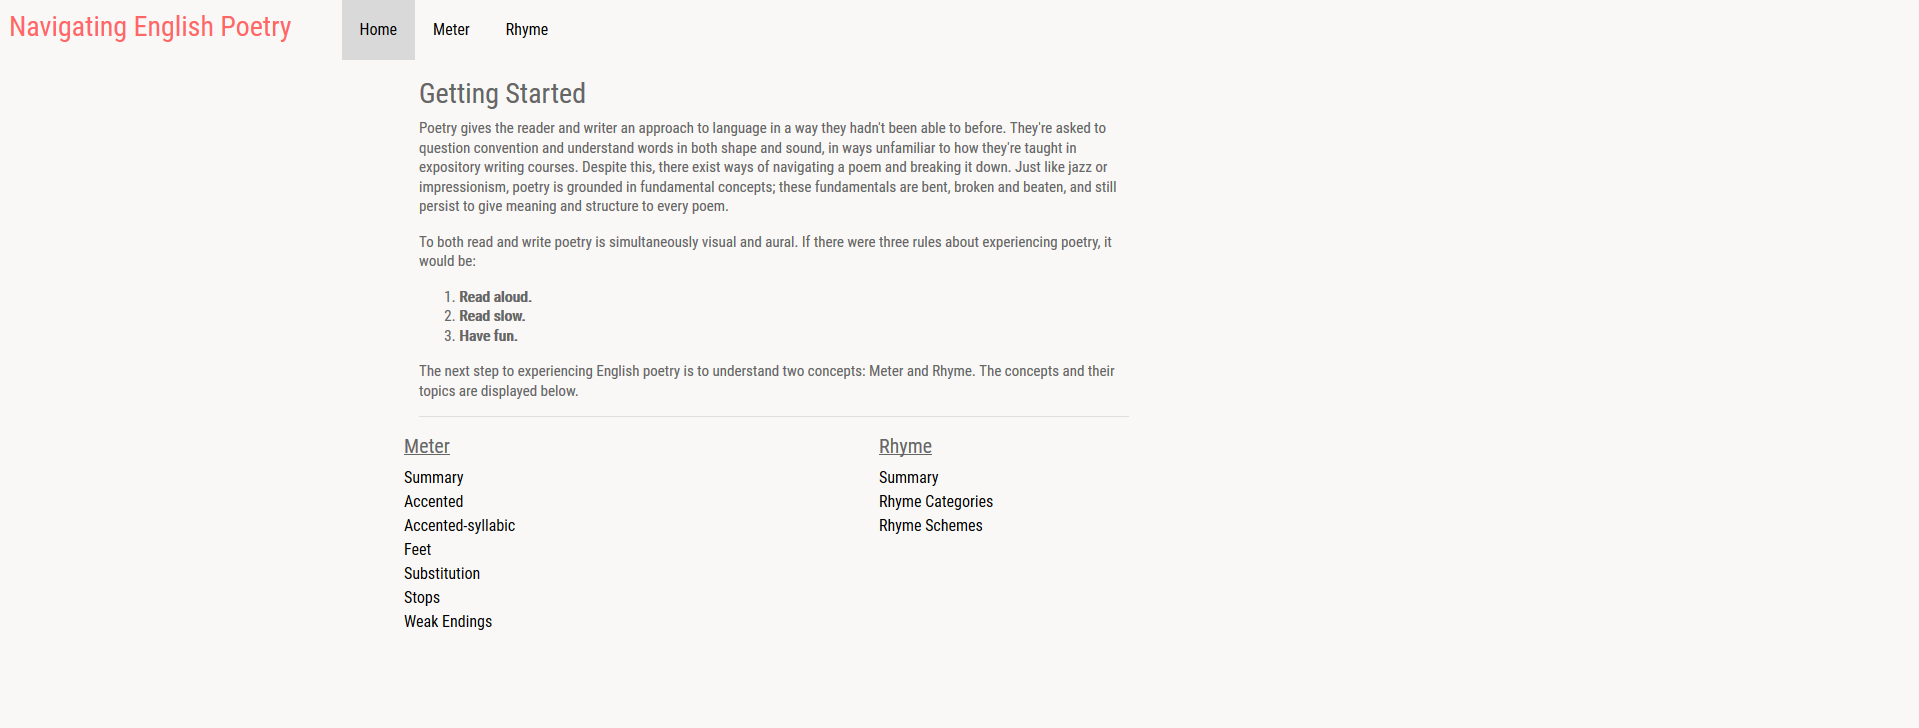 Navigating English Poetry
Home Meter Rhyme
Getting Started
Poetry gives the reader and writer an approach to language in a way they hadn't been able to before. They're asked to
question convention and understand words in both shape and sound, in ways unfamiliar to how they're taught in
expository writing courses. Despite this, there exist ways of navigating a poem and breaking it down. Just like jazz or
impressionism, poetry is grounded in fundamental concepts; these fundamentals are bent, broken and beaten, and still
persist to give meaning and structure to every poem.
To both read and write poetry is simultaneously visual and aural. If there were three rules about experiencing poetry, it
would be:
1. Read aloud.
2. Read slow.
3. Have fun.
The next step to experiencing English poetry is to understand two concepts: Meter and Rhyme. The concepts and their
topics are displayed below.
Meter
Summary
Accented
Accented-syllabic
Feet
Substitution
Stops
Weak Endings
Rhyme
Summary
Rhyme Categories
Rhyme Schemes